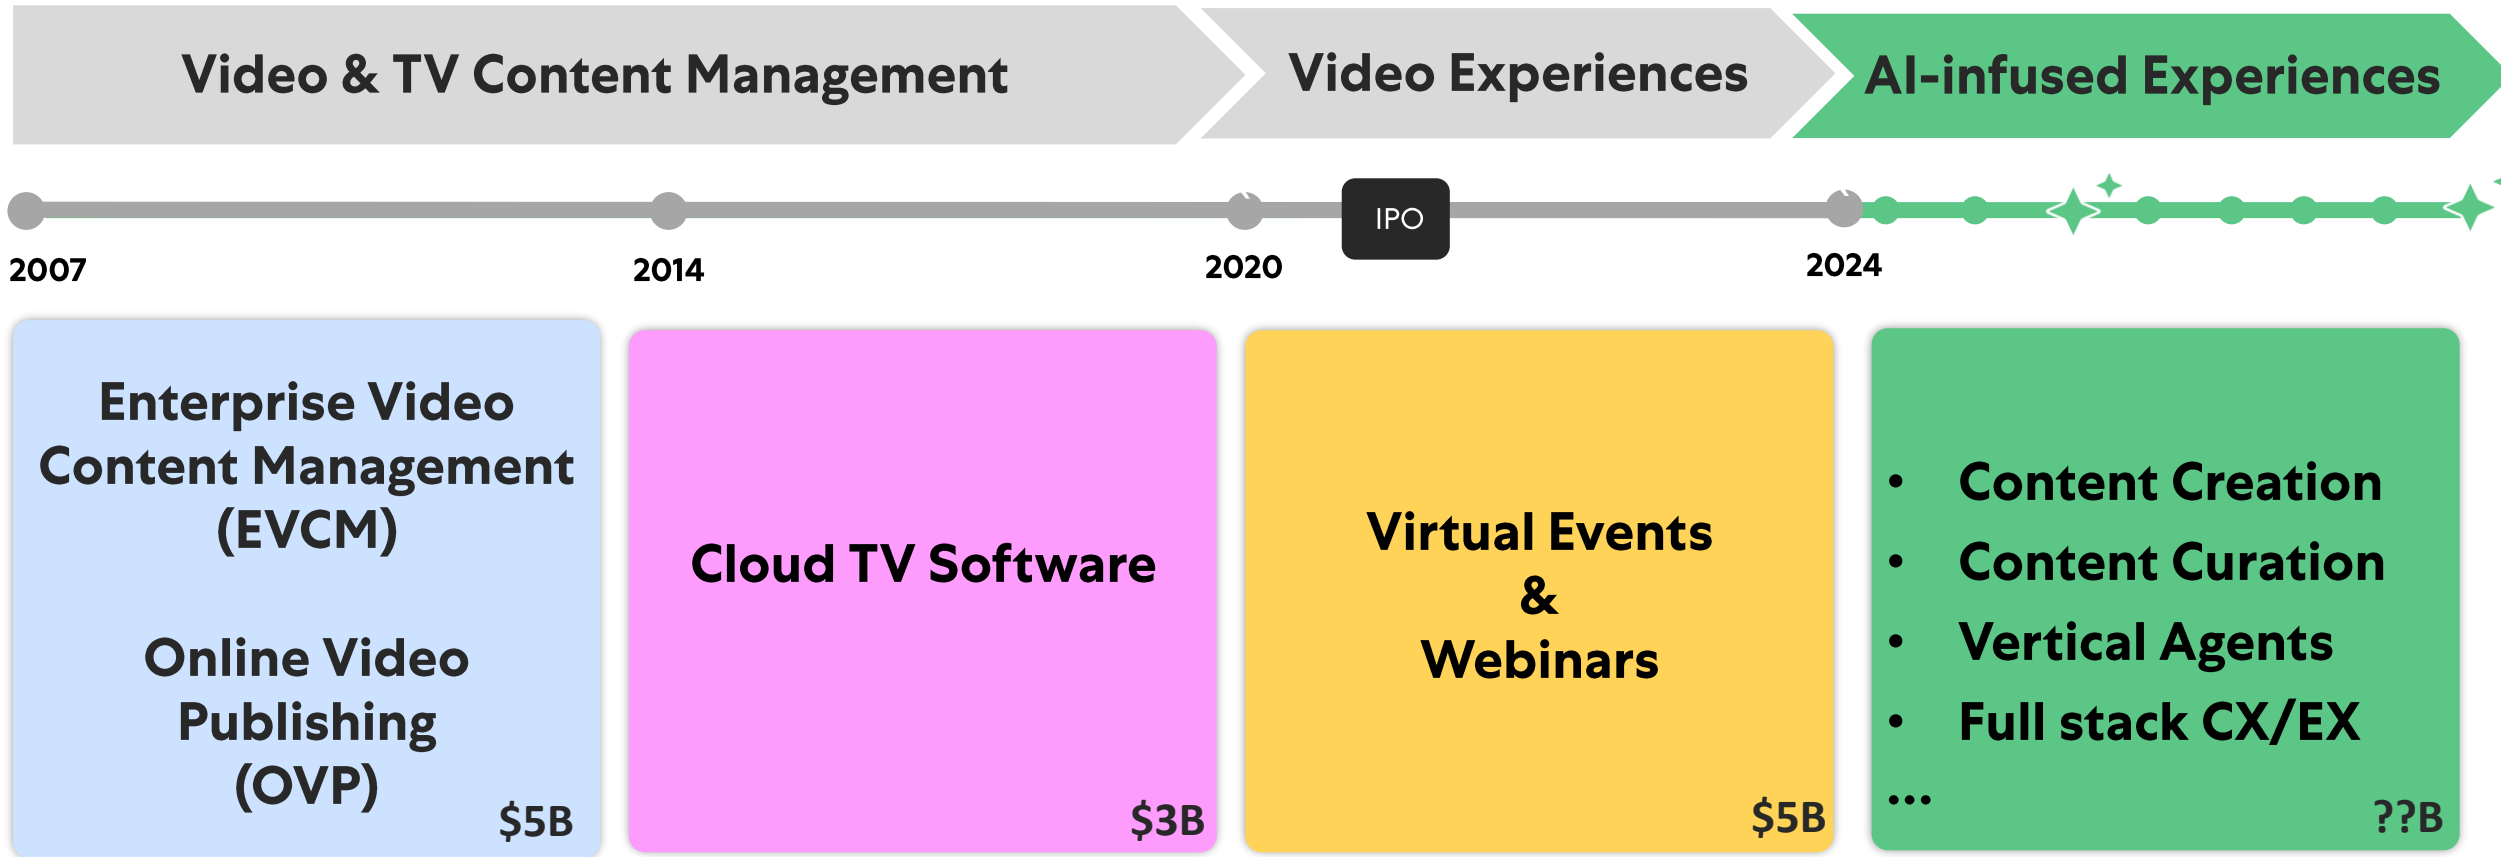 Video & TV Content Management
Video Experiences
AI-infused Experiences
IPO
2007
2014
2020
2024
Enterprise Video
Content Management
(EVCM)
Online Video
Publishing
(OVP)
$5B
Cloud TV Software
$3B
Virtual Events
&
Webinars
$5B
• Content Creation
• Content Curation
• Vertical Agents
• Full stack CX/EX
...
??B